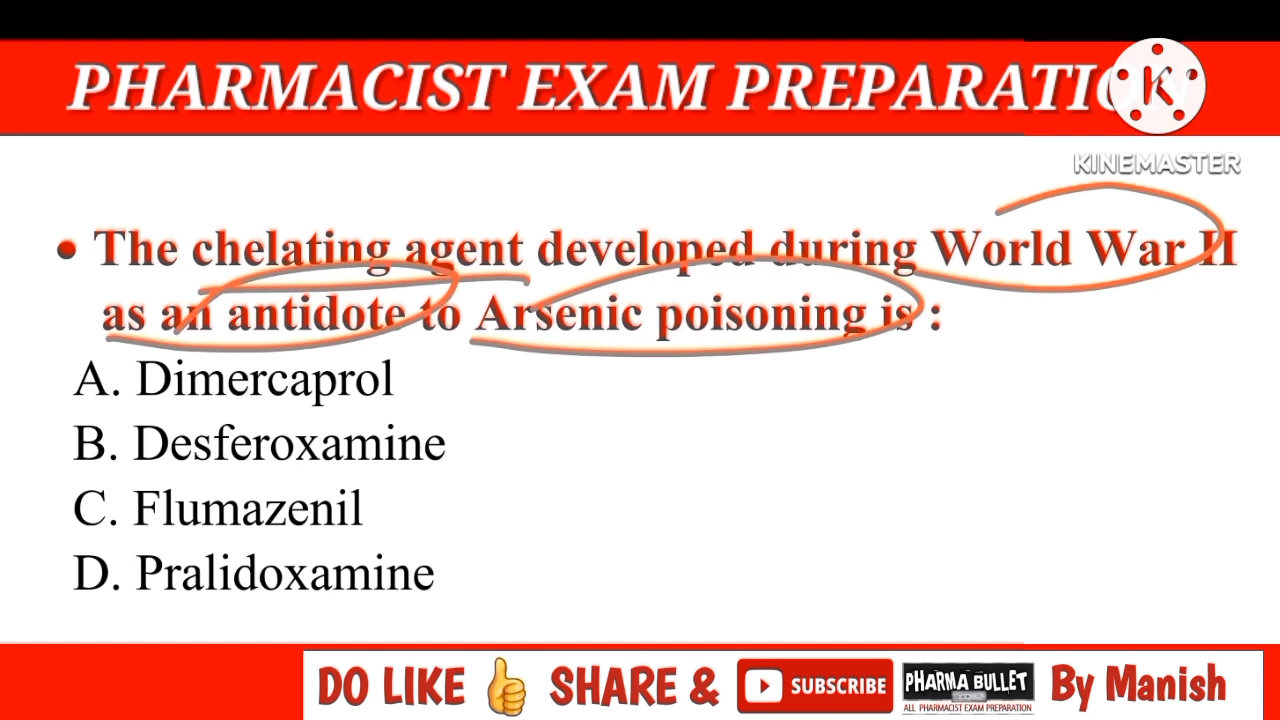 PHARMACIST EXAM PREPARATION
K
KINEMASTER
• The chelating agent developed during World War II
as an antidote to Arsenic poisoning is :
A. Dimercaprol
B. Desferoxamine
C. Flumazenil
D. Pralidoxamine
DO LIKE 👍 SHARE & SUBSCRIBE PHARMA BULLET By Manish
ALL PHARMACIST EXAM PREPARATION